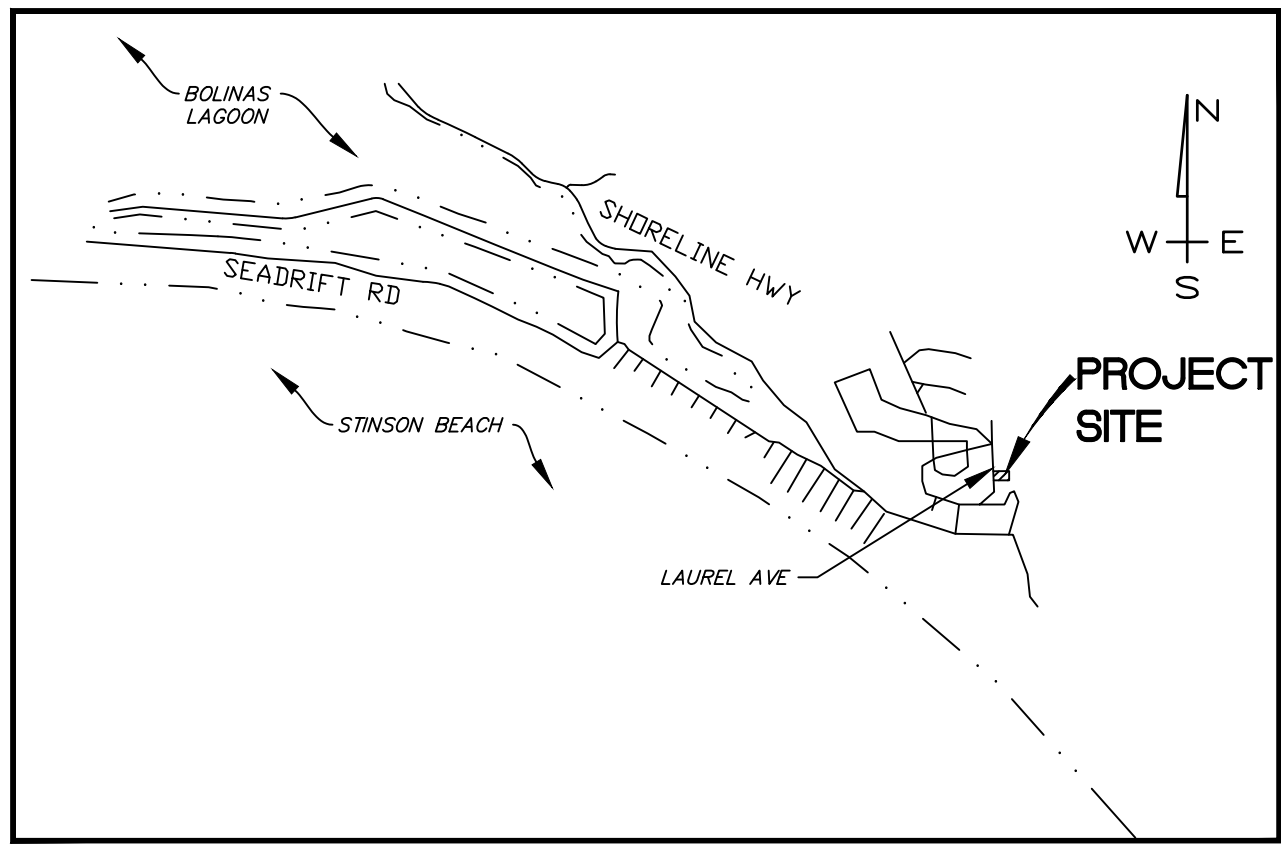 BOLINAS
LAGOON
N
SHORELINE HWY
W E
SEADRIFT RD
S
PROJECT
SITE
STINSON BEACH
LAUREL AVE